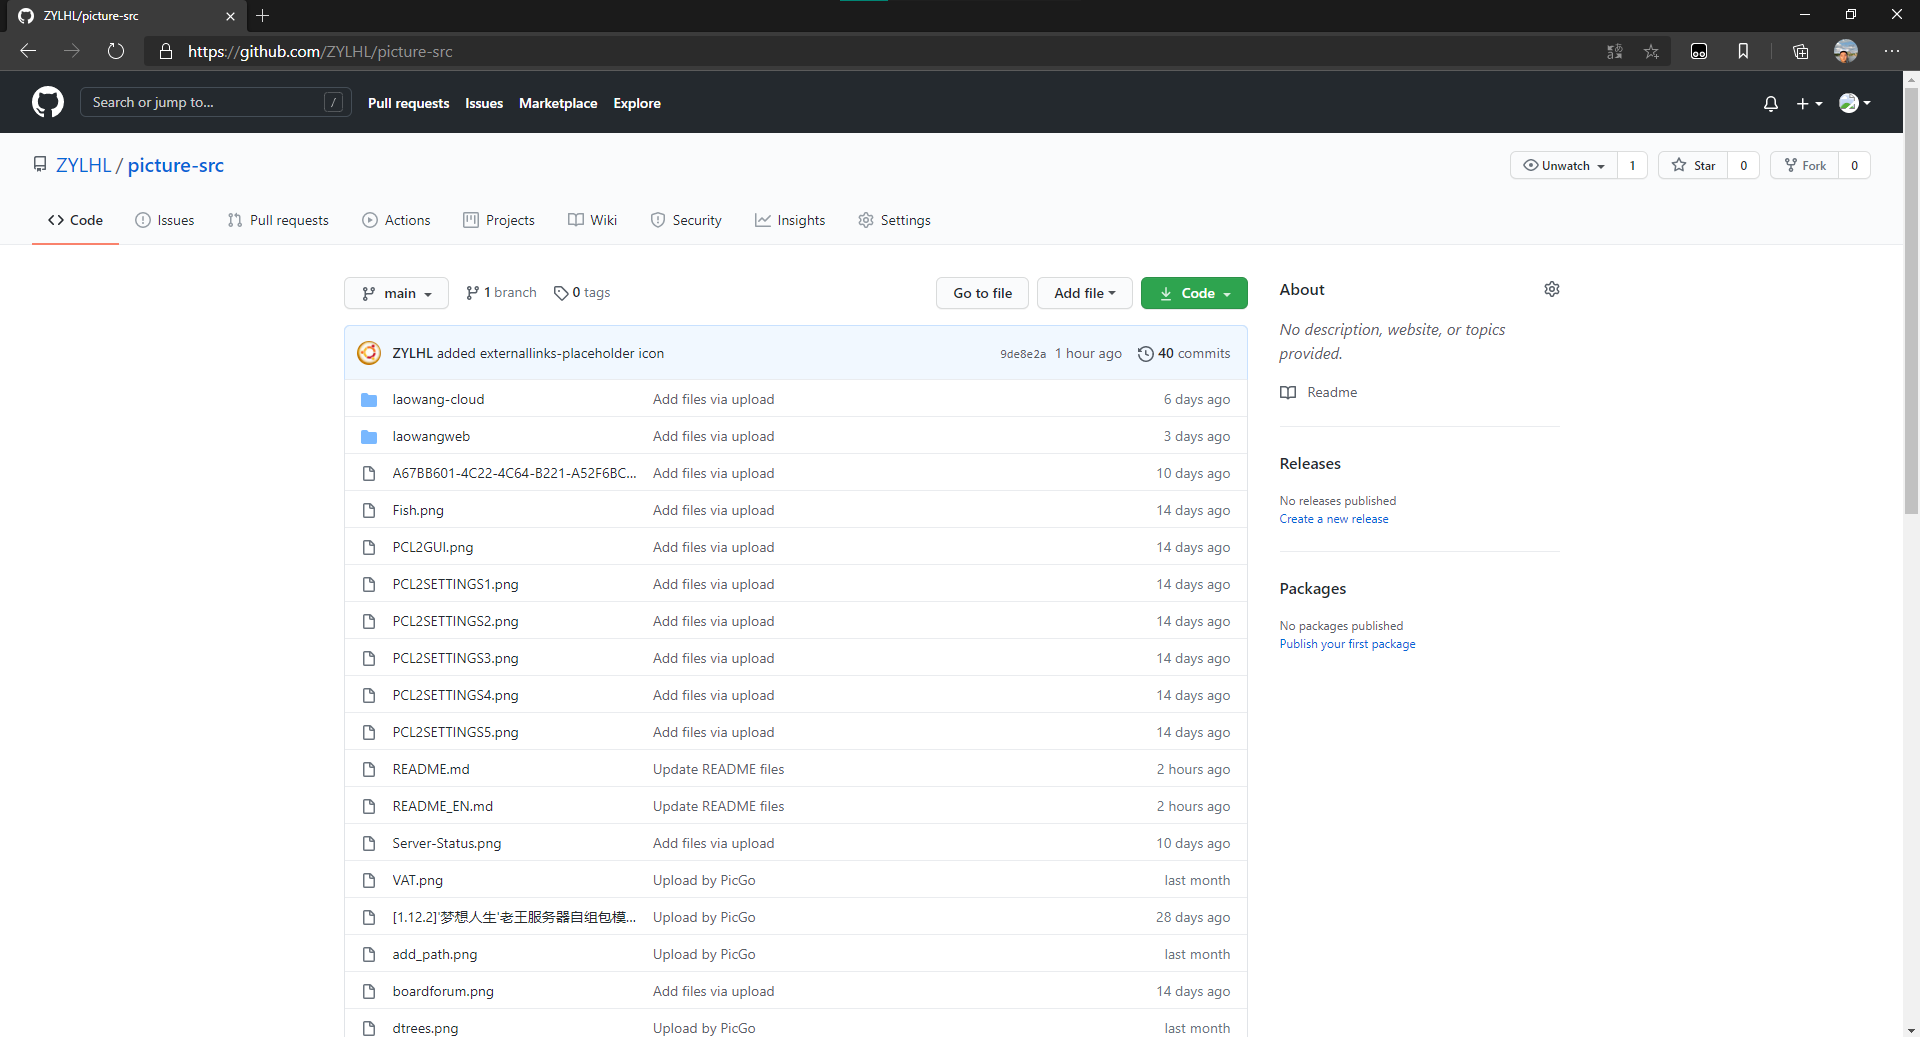 ZYLHL/picture-src
https://github.com/ZYLHL/picture-src
Search or jump to... /
Pull requests Issues Marketplace Explore
ZYLHL / picture-src
Unwatch 1 Star 0 Fork 0
Code Issues Pull requests Actions Projects Wiki Security Insights Settings
main 1 branch 0 tags Go to file Add file Code
ZYLHL added externallinks-placeholder icon 9de8e2a 1 hour ago 40 commits
laowang-cloud Add files via upload 6 days ago
laowangweb Add files via upload 3 days ago
A67BB601-4C22-4C64-B221-A52F6BC... Add files via upload 10 days ago
Fish.png Add files via upload 14 days ago
PCL2GUI.png Add files via upload 14 days ago
PCL2SETTINGS1.png Add files via upload 14 days ago
PCL2SETTINGS2.png Add files via upload 14 days ago
PCL2SETTINGS3.png Add files via upload 14 days ago
PCL2SETTINGS4.png Add files via upload 14 days ago
PCL2SETTINGS5.png Add files via upload 14 days ago
README.md Update README files 2 hours ago
README_EN.md Update README files 2 hours ago
Server-Status.png Add files via upload 10 days ago
VAT.png Upload by PicGo last month
[1.12.2]'梦想人生'老王服务器自组包模... Upload by PicGo 28 days ago
add_path.png Upload by PicGo last month
boardforum.png Add files via upload 14 days ago
dtrees.png Upload by PicGo last month
About
No description, website, or topics
provided.
Readme
Releases
No releases published
Create a new release
Packages
No packages published
Publish your first package